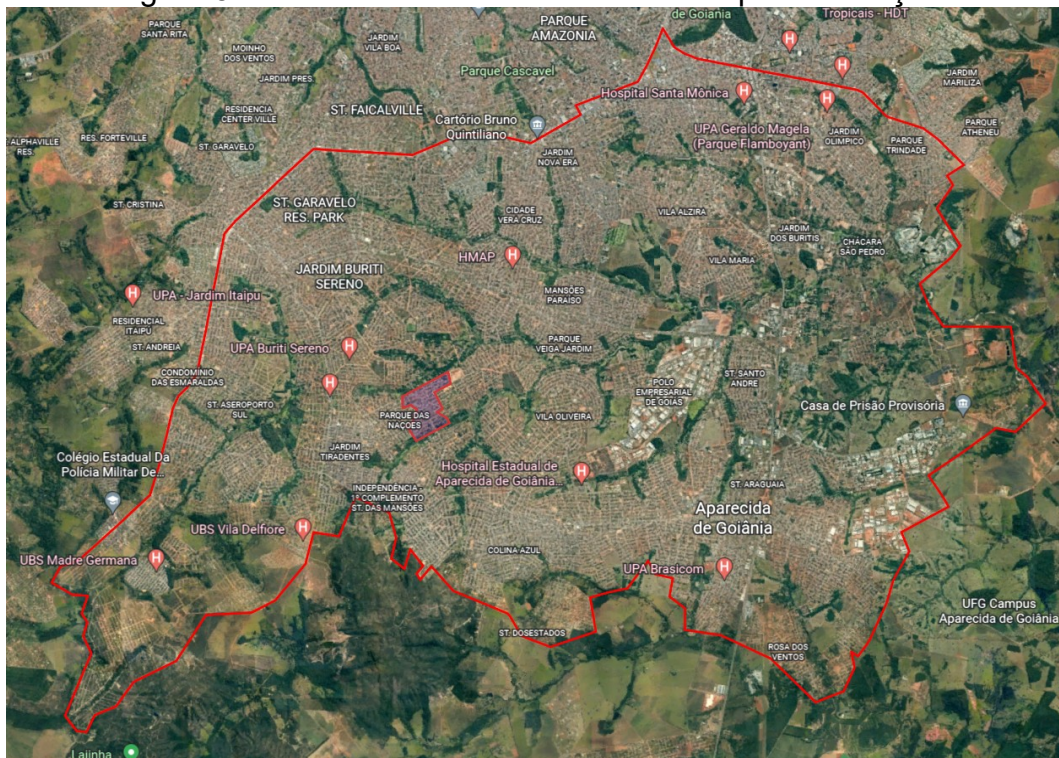 PARQUE
AMAZONIA
de Goiânia
Tropicais - HDT
PARQUE
SANTA RITA
MOINHO
DOS VENTOS
JARDIM
VILA BOA
JARDIM PRES.
Parque Cascavel
JARDIM
MARILIZA
RESIDENCIA
CENTER VILLE
ST. FAICALVILLE
Hospital Santa Mônica
ALPHAVILLE
RES.
RES. FORTEVILLE
ST. GARAVELO
Cartório Bruno
Quintiliano
UPA Geraldo Magela
(Parque Flamboyant)
JARDIM
OLIMPICO
PARQUE
TRINDADE
PARQUE
ATHENEU
JARDIM
NOVA ERA
ST. CRISTINA
ST. GARAVELO
RES. PARK
CIDADE
VERA CRUZ
VILA ALZIRA
JARDIM
DOS BURITIS
CHÁCARA
SÃO PEDRO
HMAP
VILA MARIA
JARDIM BURITI
SERENO
UPA - Jardim Itaipu
MANSÕES
PARAÍSO
RESIDENCIAL
ITAIPÚ
ST. ANDREIA
UPA Buriti Sereno
PARQUE
VEIGA JARDIM
CONDOMÍNIO
DAS ESMARALDAS
ST. SANTO
ANDRE
POLO
EMPRESARIAL
DE GOIÁS
ST. ASEROPORTO
SUL
PARQUE DAS
NAÇOES
VILA OLIVEIRA
Casa de Prisão Provisória
JARDIM
TIRADENTES
Colégio Estadual Da
Polícia Militar De...
Hospital Estadual de
Aparecida de Goiânia...
INDEPENDÊNCIA -
1º COMPLEMENTO
ST. DAS MANSÕES
ST. ARAGUAIA
Aparecida
de Goiânia
UBS Vila Delfiore
COLINA AZUL
UBS Madre Germana
UPA Brasicom
UFG Campus
Aparecida de Goiânia
ST. DOSESTADOS
ROSA DOS
VENTOS
Lajinha